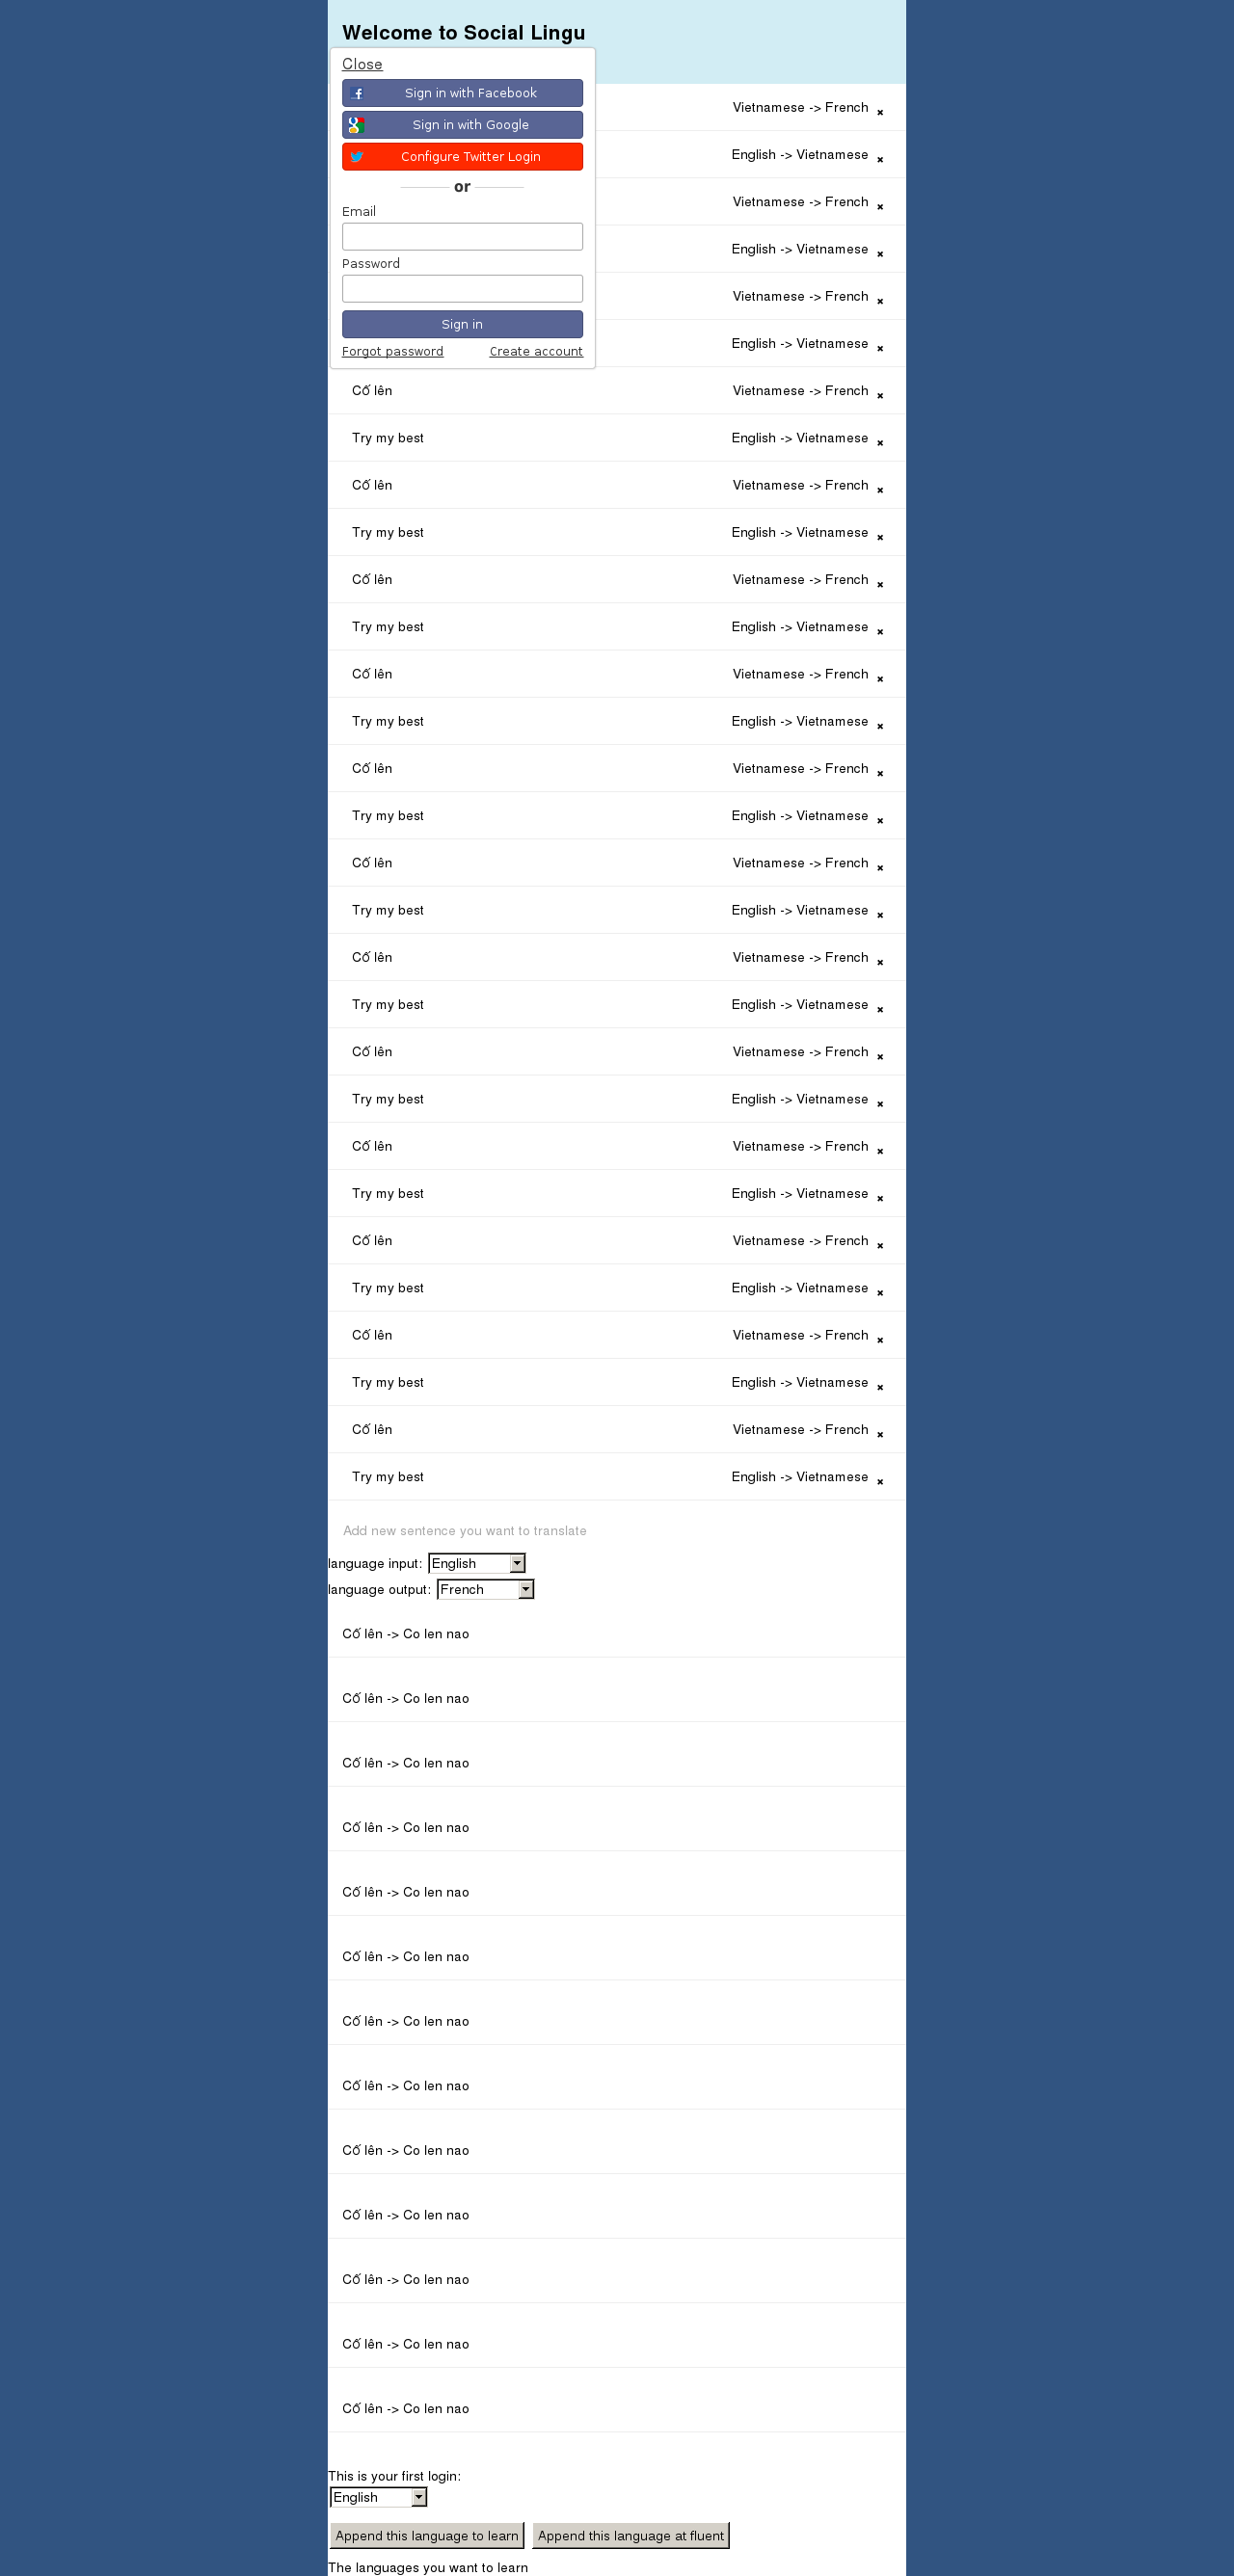 Welcome to Social Lingu
Close
Sign in with Facebook
Sign in with Google
Configure Twitter Login
or
Email
Password
Sign in
Forgot password Create account
Vietnamese -> French ×
English -> Vietnamese ×
Vietnamese -> French ×
English -> Vietnamese ×
Vietnamese -> French ×
English -> Vietnamese ×
Cố lên Vietnamese -> French ×
Try my best English -> Vietnamese ×
Cố lên Vietnamese -> French ×
Try my best English -> Vietnamese ×
Cố lên Vietnamese -> French ×
Try my best English -> Vietnamese ×
Cố lên Vietnamese -> French ×
Try my best English -> Vietnamese ×
Cố lên Vietnamese -> French ×
Try my best English -> Vietnamese ×
Cố lên Vietnamese -> French ×
Try my best English -> Vietnamese ×
Cố lên Vietnamese -> French ×
Try my best English -> Vietnamese ×
Cố lên Vietnamese -> French ×
Try my best English -> Vietnamese ×
Cố lên Vietnamese -> French ×
Try my best English -> Vietnamese ×
Cố lên Vietnamese -> French ×
Try my best English -> Vietnamese ×
Cố lên Vietnamese -> French ×
Try my best English -> Vietnamese ×
Cố lên Vietnamese -> French ×
Try my best English -> Vietnamese ×
Add new sentence you want to translate
language input: English
language output: French
Cố lên -> Co len nao
Cố lên -> Co len nao
Cố lên -> Co len nao
Cố lên -> Co len nao
Cố lên -> Co len nao
Cố lên -> Co len nao
Cố lên -> Co len nao
Cố lên -> Co len nao
Cố lên -> Co len nao
Cố lên -> Co len nao
Cố lên -> Co len nao
Cố lên -> Co len nao
Cố lên -> Co len nao
This is your first login:
English
Append this language to learn Append this language at fluent
The languages you want to learn